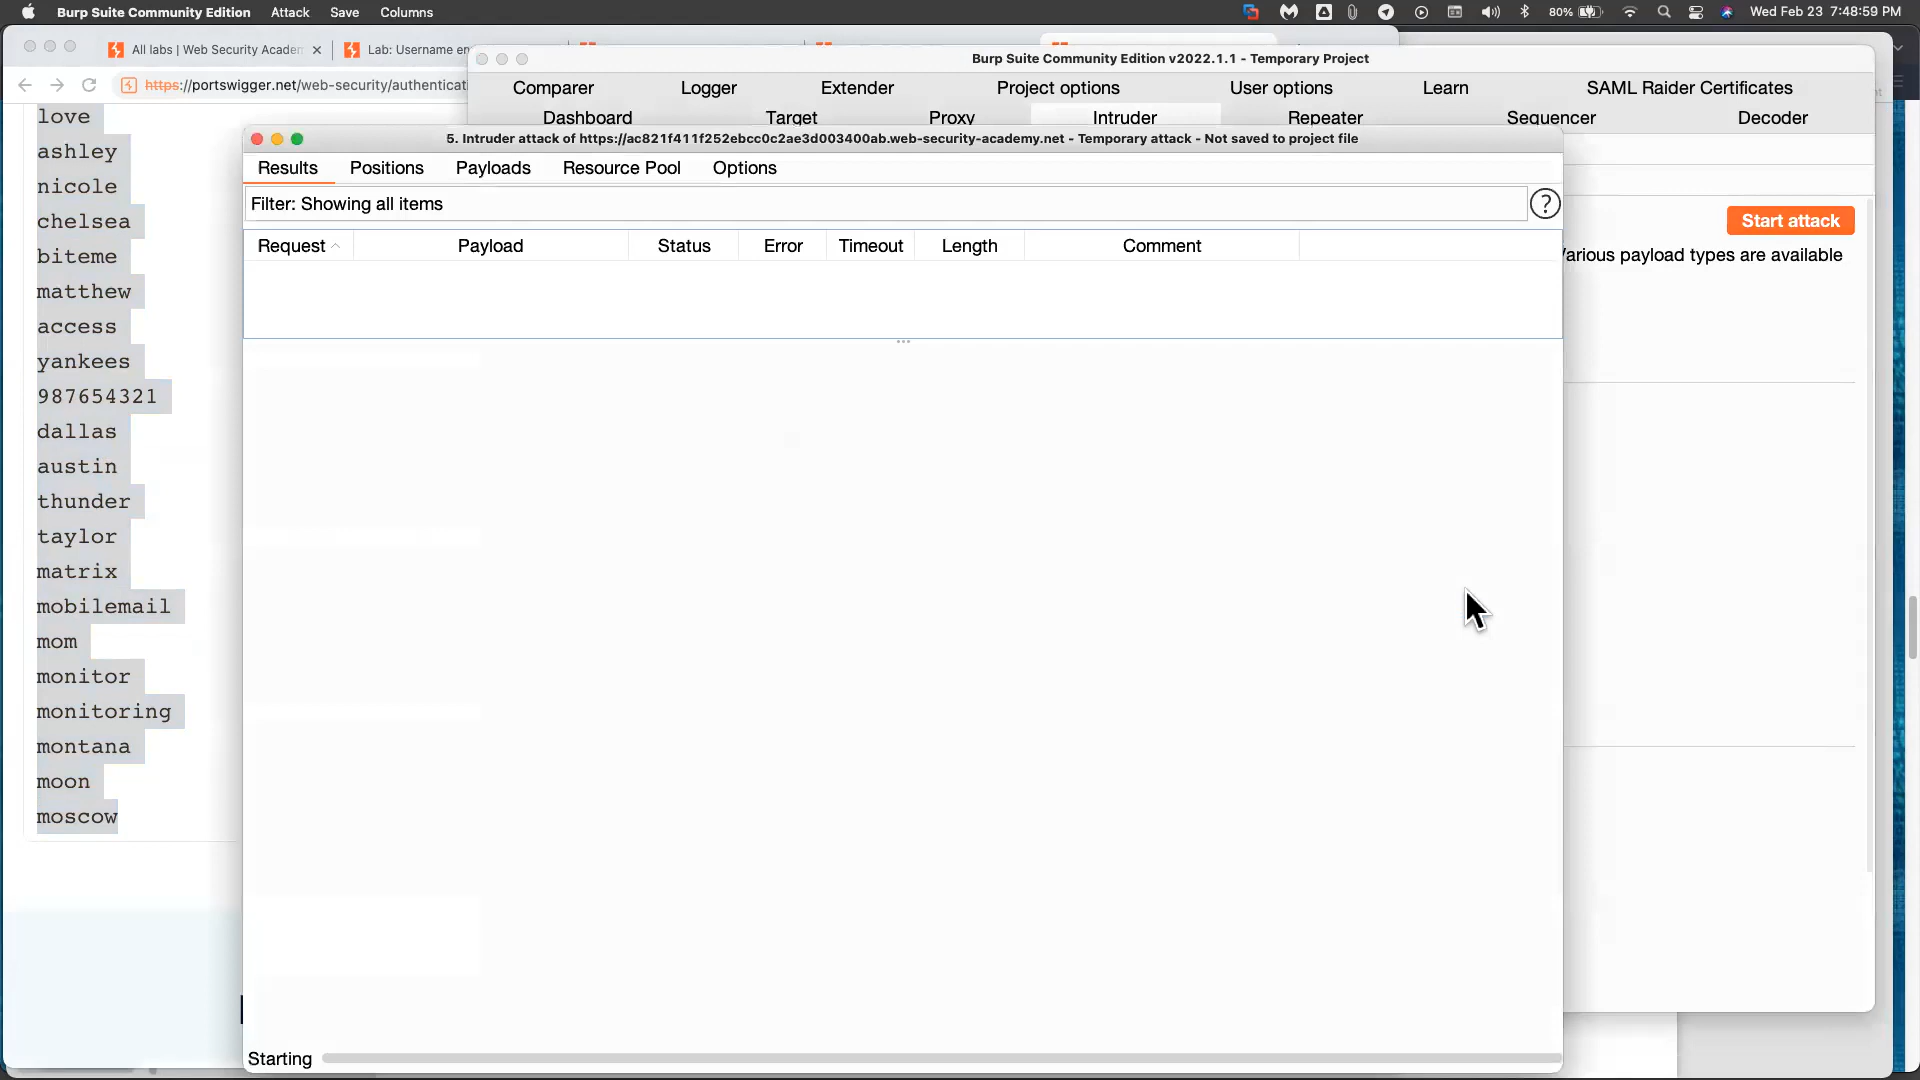 Burp Suite Community Edition Attack Save Columns 80% Wed Feb 23 7:48:59 PM
All labs | Web Security Academ Lab: Username en
Burp Suite Community Edition v2022.1.1 - Temporary Project
https://portswigger.net/web-security/authenticati
Comparer Logger Extender Project options User options Learn SAML Raider Certificates
Dashboard Target Proxy Intruder Repeater Sequencer Decoder
5. Intruder attack of https://ac821f411f252ebcc0c2ae3d003400ab.web-security-academy.net - Temporary attack - Not saved to project file
Results Positions Payloads Resource Pool Options
Filter: Showing all items
?
Start attack
Request Payload Status Error Timeout Length Comment
Various payload types are available
love
ashley
nicole
chelsea
biteme
matthew
access
yankees
987654321
dallas
austin
thunder
taylor
matrix
mobilemail
mom
monitor
monitoring
montana
moon
moscow
Starting